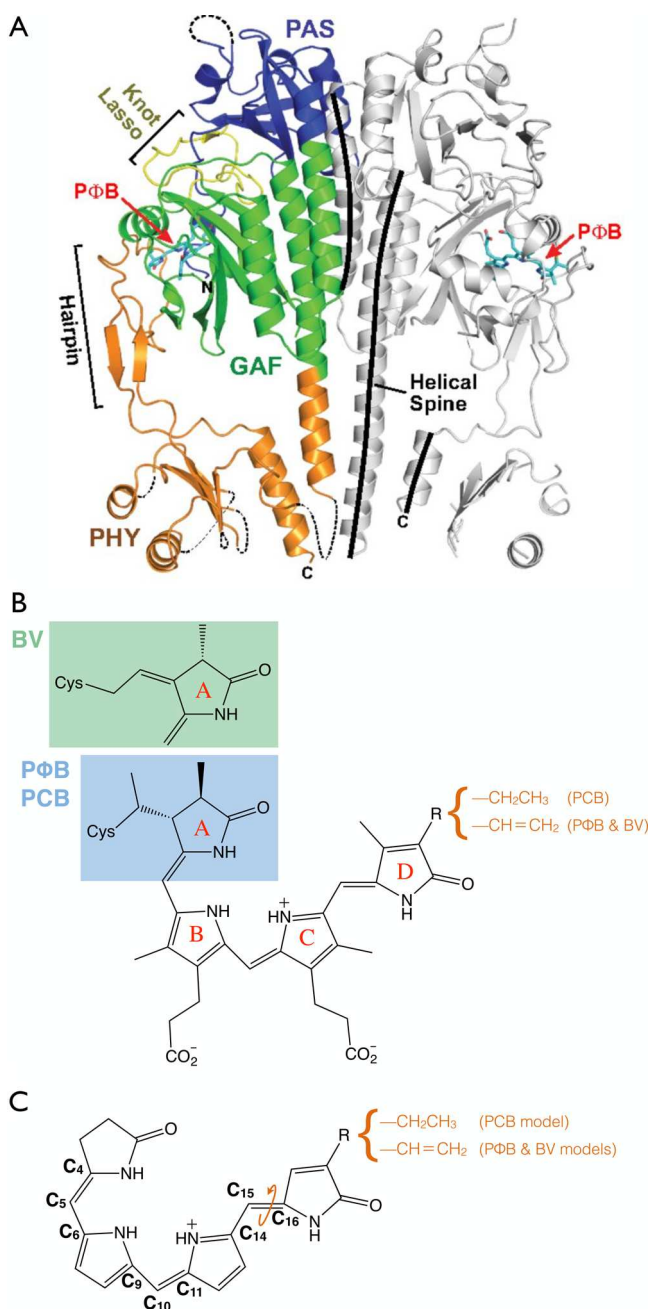 A
PAS
Knot
Lasso
PΦB
PΦB
Hairpin
N
GAF
Helical
Spine
PHY
C
C
B
BV
Cys
A
O
NH
PΦB
PCB
Cys
A
O
NH
R
—CH2CH3 (PCB)
—CH=CH2 (PΦB & BV)
D
O
NH
NH
+
HN
B
C
CO2−
CO2−
C
O
R
—CH2CH3 (PCB model)
—CH=CH2 (PΦB & BV models)
C4
NH
C5
C15
C16
O
C6
NH
+
HN
C14
NH
C9
C11
C10